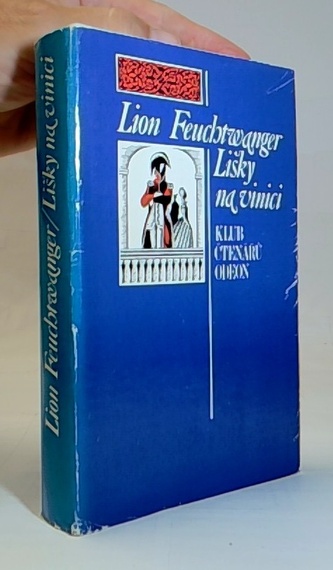 Lion Feuchtwanger
Lišky
na vinici
KLUB
ČTENÁŘŮ
ODEON
Lion Feuchtwanger / Lišky na vinici